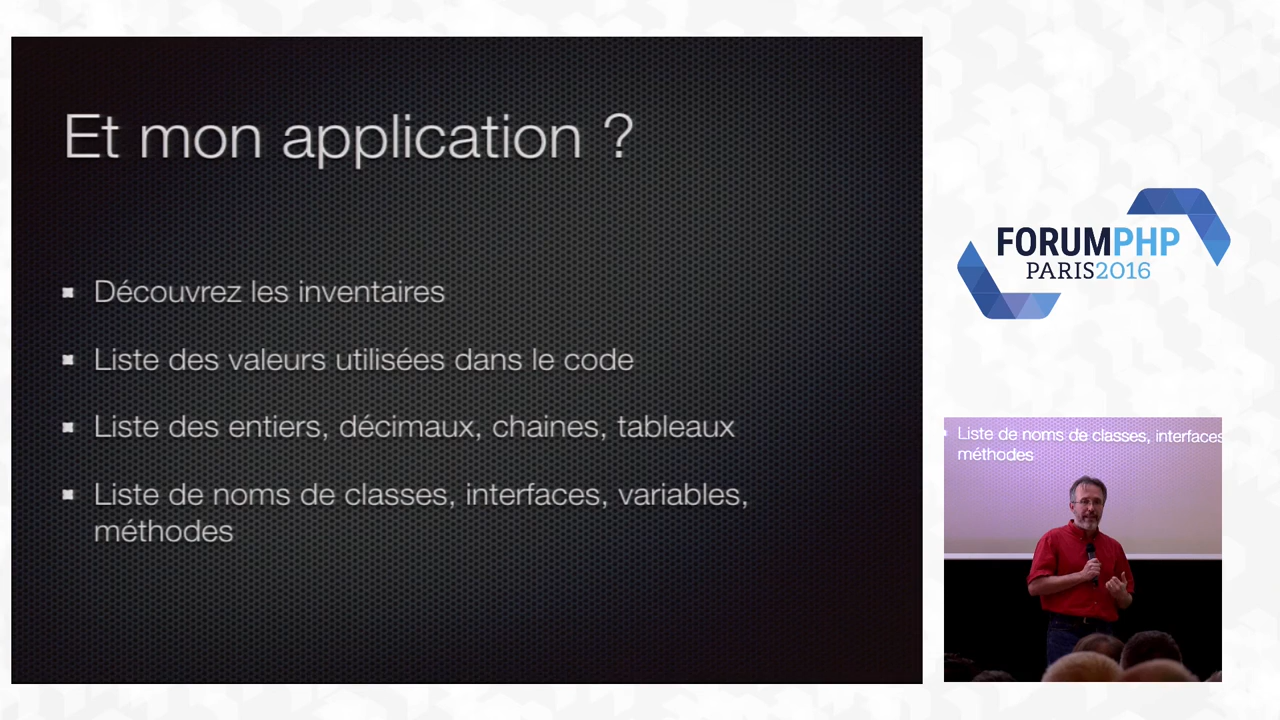 Et mon application ?
Découvrez les inventaires
Liste des valeurs utilisées dans le code
Liste des entiers, décimaux, chaines, tableaux
Liste de noms de classes, interfaces, variables,
méthodes
FORUMPHP
PARIS2016
Liste de noms de classes, interfaces
méthodes